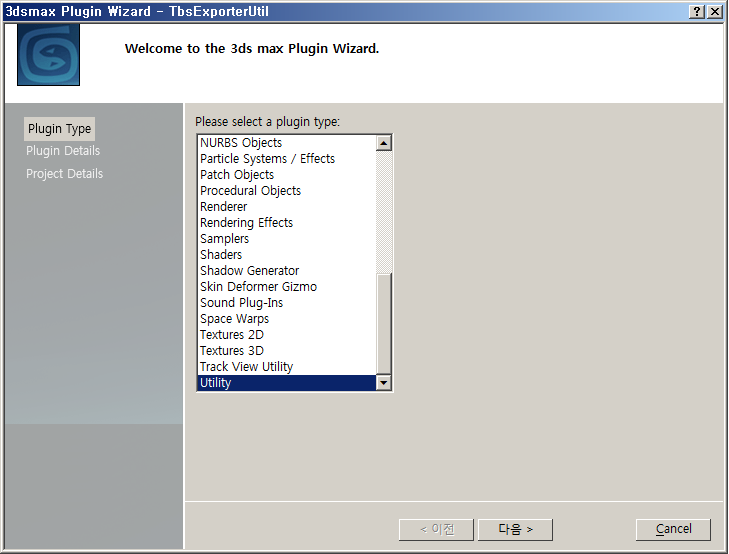 3dsmax Plugin Wizard - TbsExporterUtil
Welcome to the 3ds max Plugin Wizard.
Plugin Type
Plugin Details
Project Details
Please select a plugin type:
NURBS Objects
Particle Systems / Effects
Patch Objects
Procedural Objects
Renderer
Rendering Effects
Samplers
Shaders
Shadow Generator
Skin Deformer Gizmo
Sound Plug-Ins
Space Warps
Textures 2D
Textures 3D
Track View Utility
Utility
< 이전
다음 >
Cancel